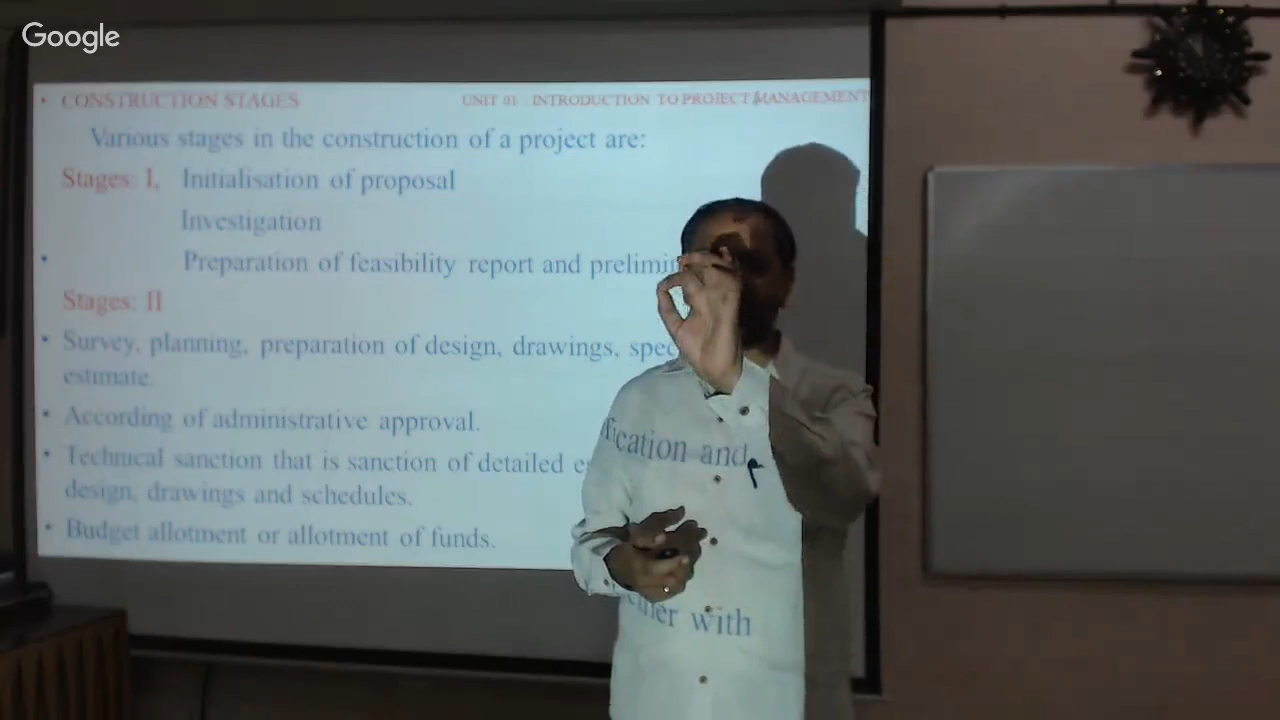 Google
• CONSTRUCTION STAGES UNIT 01 : INTRODUCTION TO PROJECT MANAGEMENT
Various stages in the construction of a project are:
Stages: I, Initialisation of proposal
Investigation
• Preparation of feasibility report and prelimin
Stages: II
• Survey, planning, preparation of design, drawings, spec ification and
estimate.
• According of administrative approval.
• Technical sanction that is sanction of detailed e ether with
design, drawings and schedules.
• Budget allotment or allotment of funds.